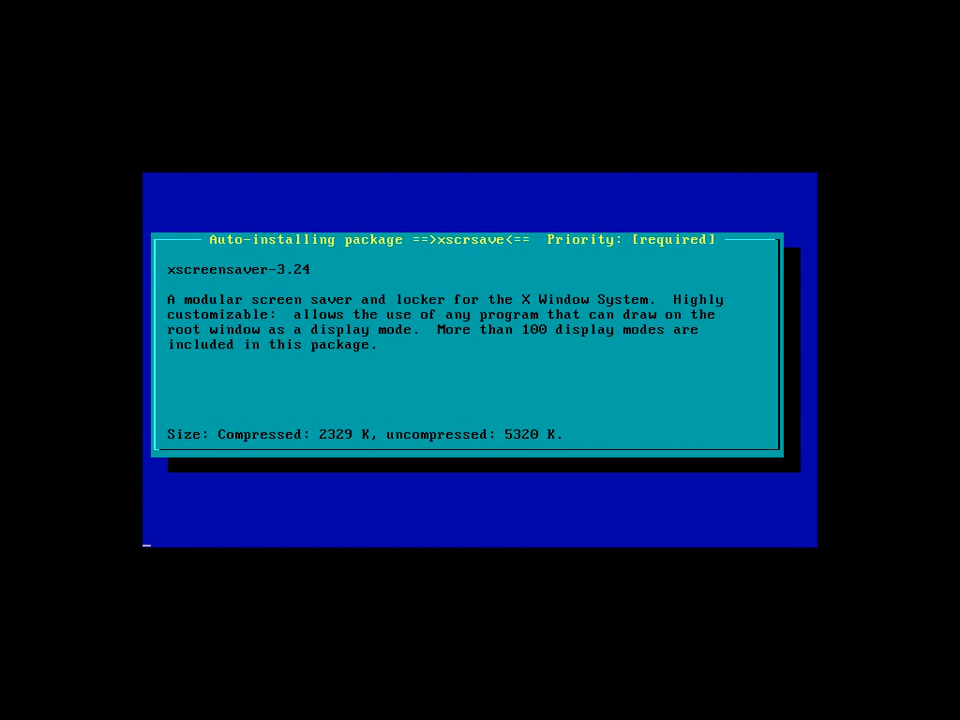 Auto-installing package ==>xscrsave<==  Priority: [required]
xscreensaver-3.24
A modular screen saver and locker for the X Window System.  Highly
customizable:  allows the use of any program that can draw on the
root window as a display mode.  More than 100 display modes are
included in this package.
Size: Compressed: 2329 K, uncompressed: 5320 K.